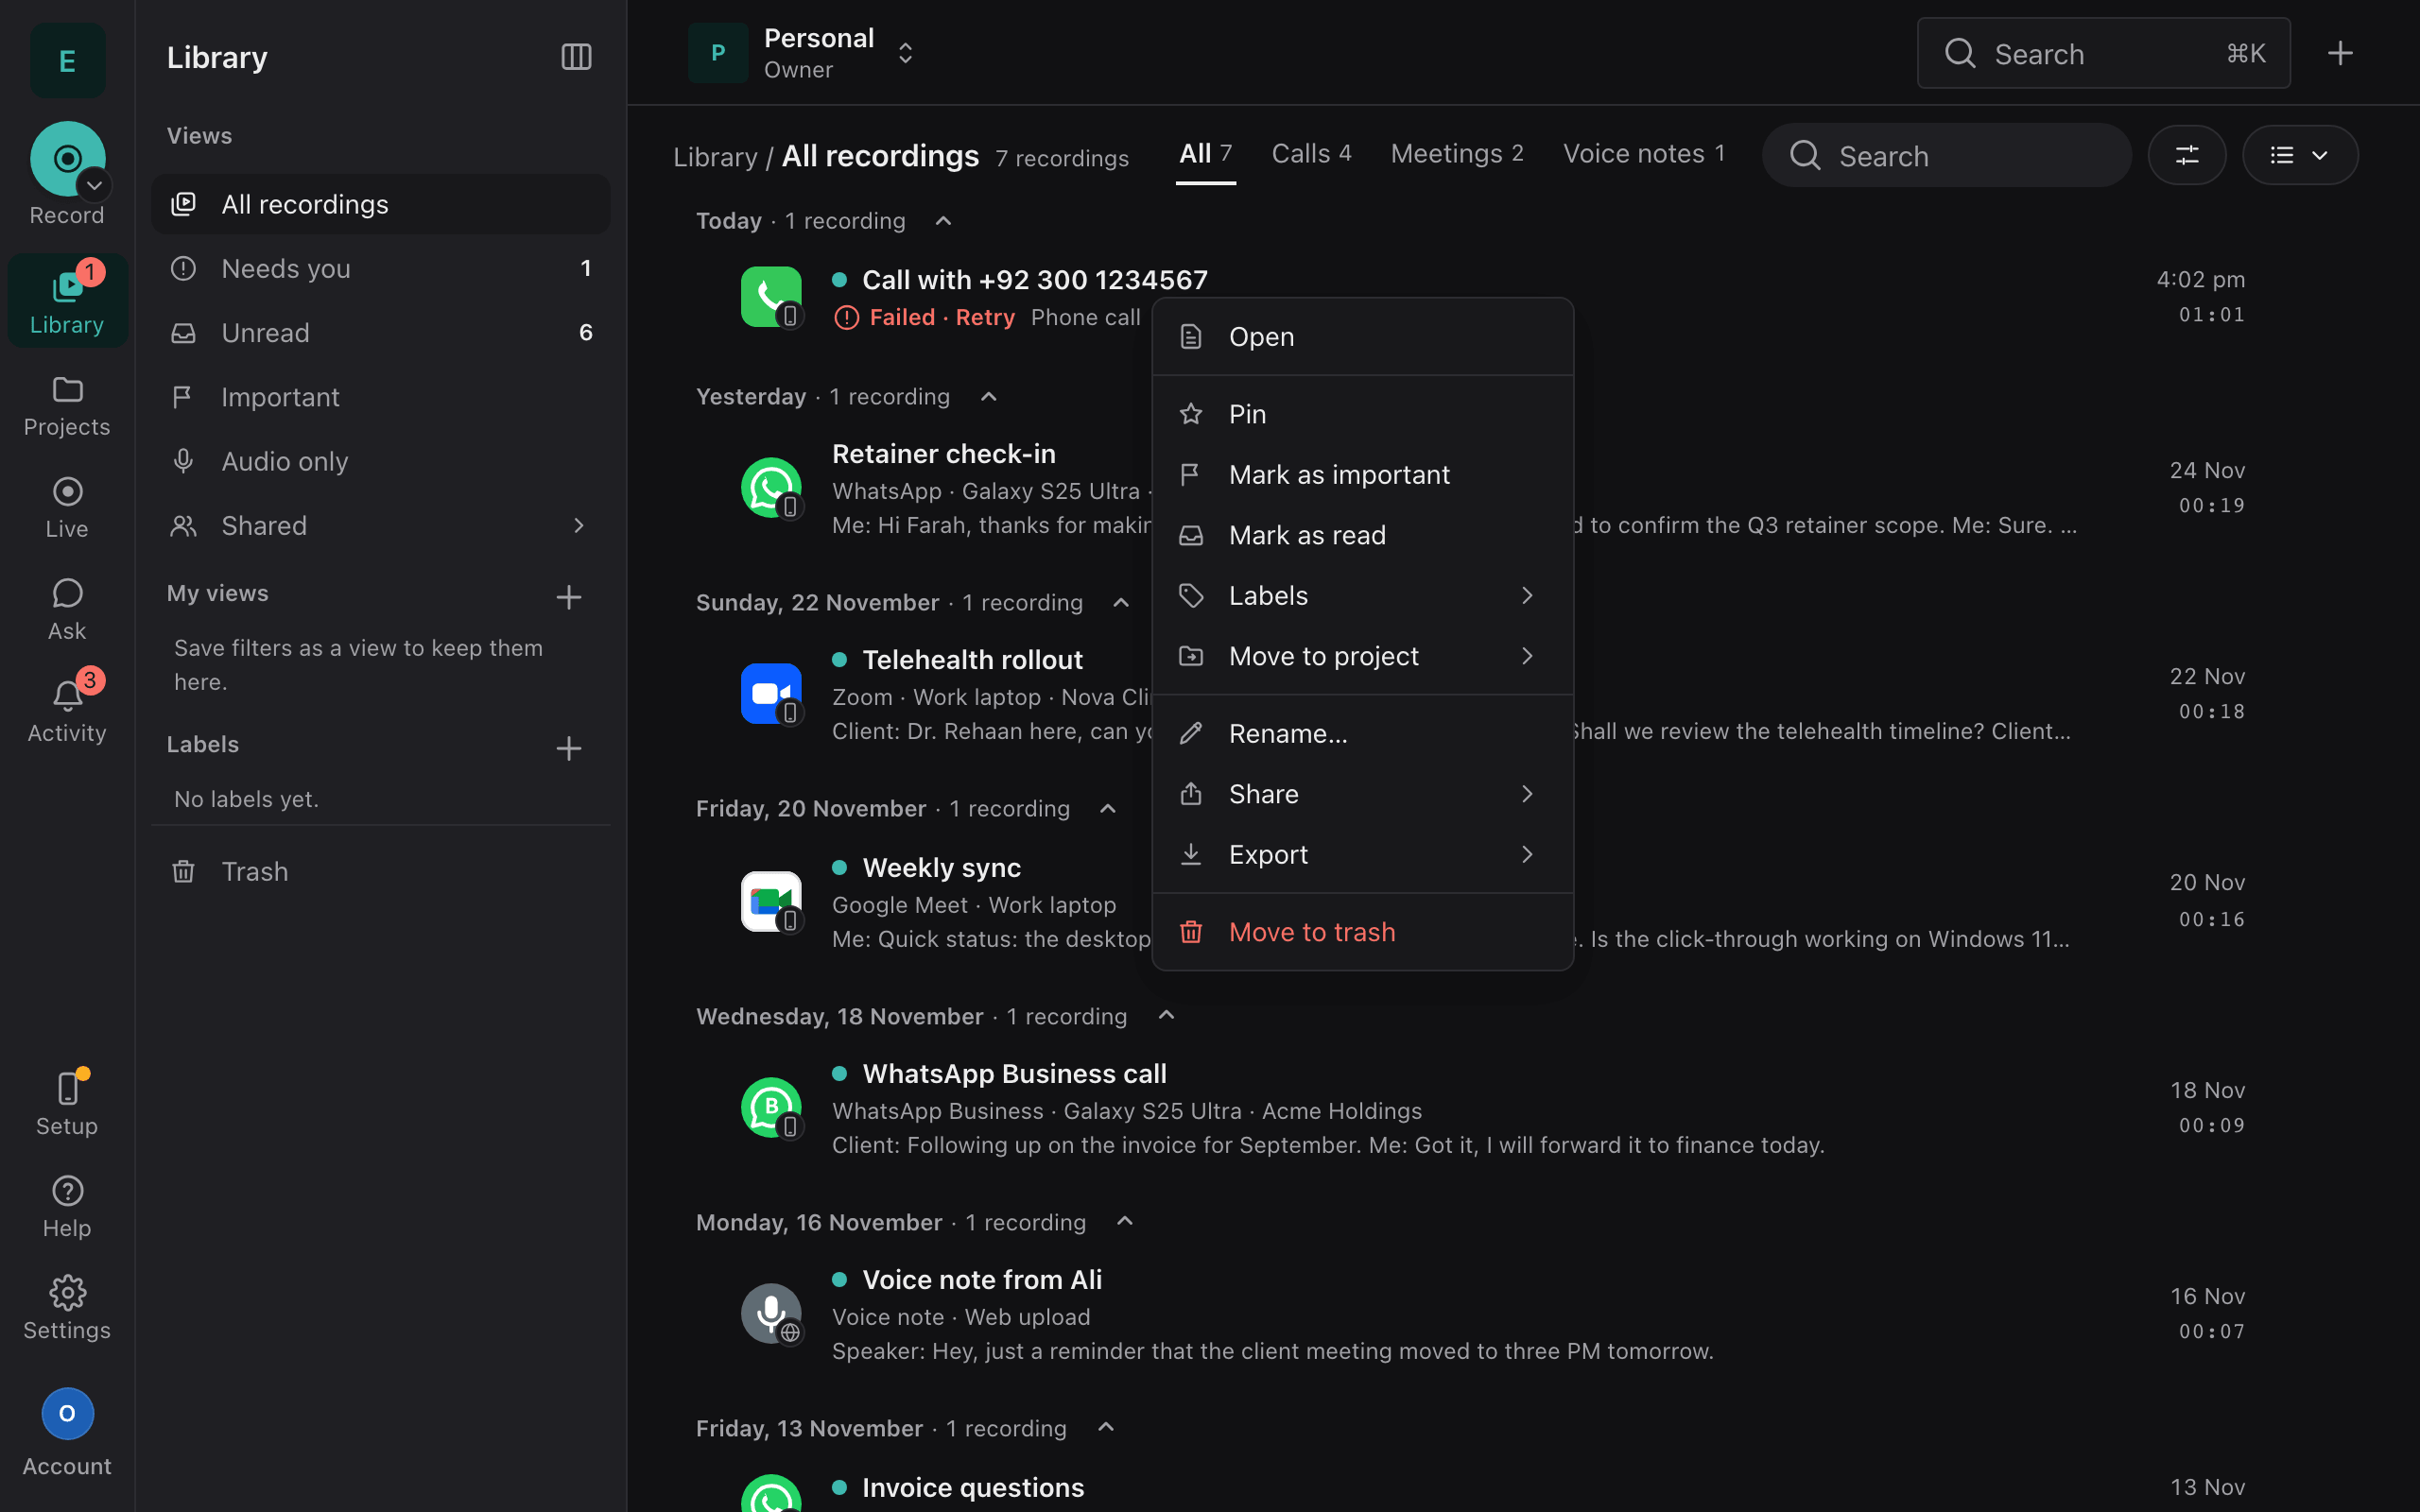 E
Record
1
Library
Projects
Live
Ask
3
Activity
Setup
Help
Settings
O
Account
Library
Views
All recordings
Needs you 1
Unread 6
Important
Audio only
Shared
My views
Save filters as a view to keep them
here.
Labels
No labels yet.
Trash
P
Personal
Owner
Search ⌘K
Library / All recordings 7 recordings
All 7 Calls 4 Meetings 2 Voice notes 1
Search
Today · 1 recording
Call with +92 300 1234567
4:02 pm
Failed · Retry Phone call
01:01
Yesterday · 1 recording
Retainer check-in
24 Nov
WhatsApp · Galaxy S25 Ultra ·
00:19
Me: Hi Farah, thanks for
to confirm the Q3 retainer scope. Me: Sure. ...
Sunday, 22 November · 1 recording
Telehealth rollout
22 Nov
Zoom · Work laptop · Nova
00:18
Client: Dr. Rehaan here, can
we review the telehealth timeline? Client...
Friday, 20 November · 1 recording
Weekly sync
20 Nov
Google Meet · Work laptop
00:16
Me: Quick status: the desktop
Is the click-through working on Windows 11...
Wednesday, 18 November · 1 recording
B
WhatsApp Business call
18 Nov
WhatsApp Business · Galaxy S25 Ultra · Acme Holdings
00:09
Client: Following up on the invoice for September. Me: Got it, I will forward it to finance today.
Monday, 16 November · 1 recording
Voice note from Ali
16 Nov
Voice note · Web upload
00:07
Speaker: Hey, just a reminder that the client meeting moved to three PM tomorrow.
Friday, 13 November · 1 recording
Invoice questions
13 Nov
Open
Pin
Mark as important
Mark as read
Labels
Move to project
Rename...
Share
Export
Move to trash